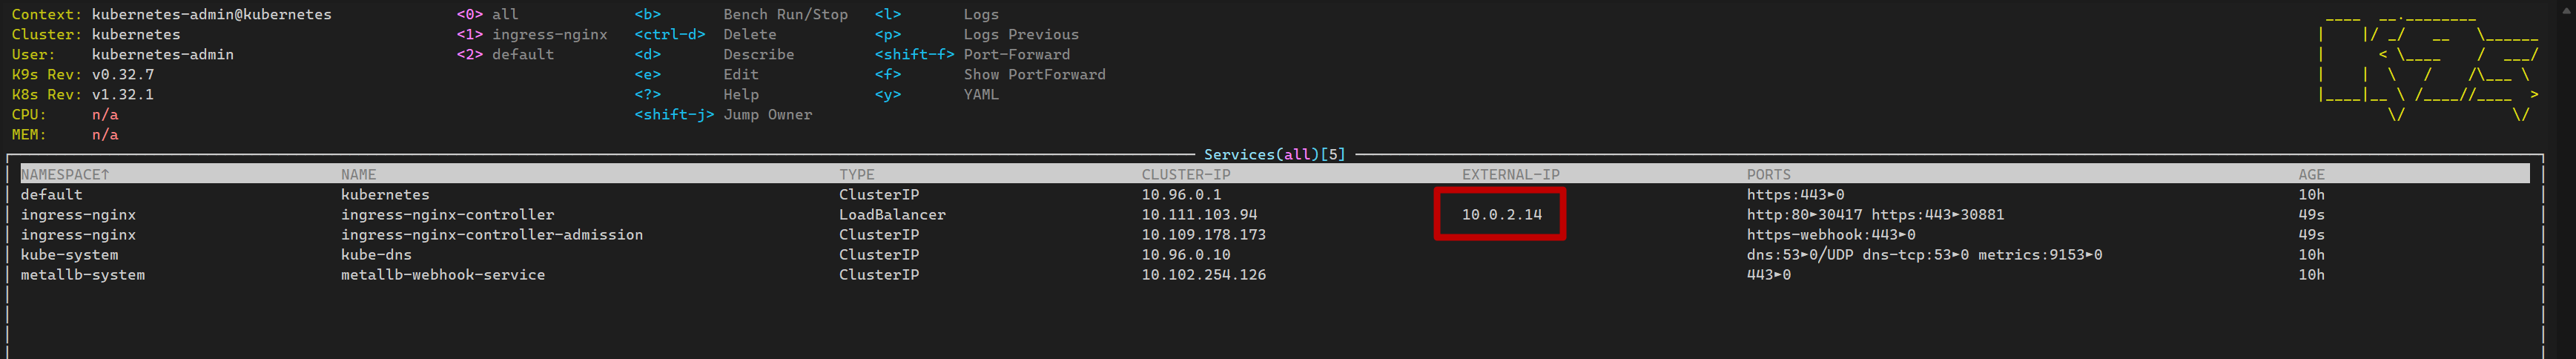 Context: kubernetes-admin@kubernetes <0> all <b> Bench Run/Stop <l> Logs
Cluster: kubernetes <1> ingress-nginx <ctrl-d> Delete <p> Logs Previous
User: kubernetes-admin <2> default <d> Describe <shift-f> Port-Forward
K9s Rev: v0.32.7 <e> Edit <f> Show PortForward
K8s Rev: v1.32.1 <?> Help <y> YAML
CPU: n/a <shift-j> Jump Owner
MEM: n/a
Services(all)[5]
NAMESPACE↑ NAME TYPE CLUSTER-IP EXTERNAL-IP PORTS AGE
default kubernetes ClusterIP 10.96.0.1 https:443►0 10h
ingress-nginx ingress-nginx-controller LoadBalancer 10.111.103.94 10.0.2.14 http:80►30417 https:443►30881 49s
ingress-nginx ingress-nginx-controller-admission ClusterIP 10.109.178.173 https-webhook:443►0 49s
kube-system kube-dns ClusterIP 10.96.0.10 dns:53►0/UDP dns-tcp:53►0 metrics:9153►0 10h
metallb-system metallb-webhook-service ClusterIP 10.102.254.126 443►0 10h